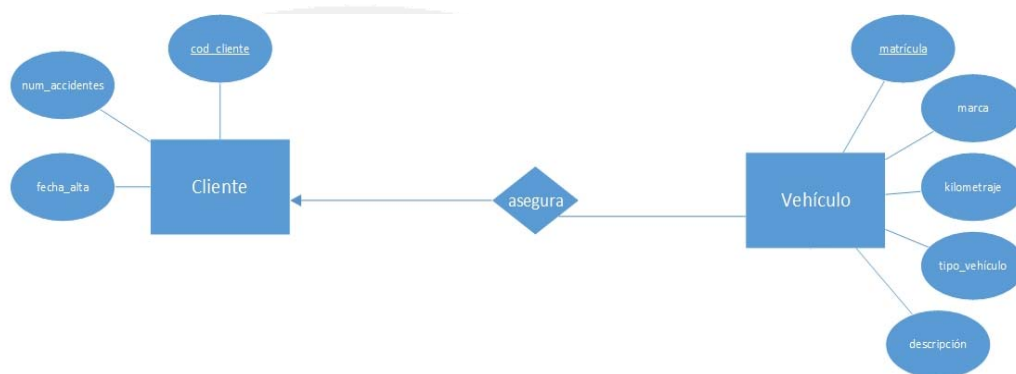 cod_cliente
matrícula
num_accidentes
marca
fecha_alta
Cliente
asegura
Vehículo
kilometraje
tipo_vehículo
descripción